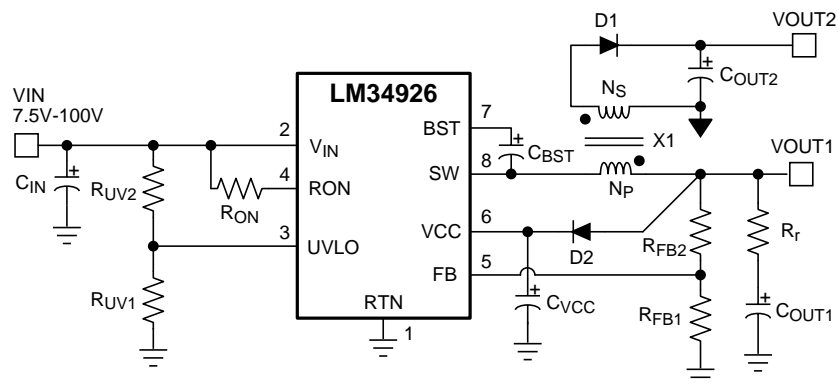 D1
VOUT2
+
COUT2
NS
X1
VIN
7.5V-100V
LM34926
7
BST
+
CBST
VOUT1
2
VIN
8
SW
NP
+
CIN
RUV2
4
RON
RON
6
VCC
D2
RFB2
Rr
3
UVLO
5
FB
RUV1
RTN
1
+
CVCC
RFB1
+
COUT1